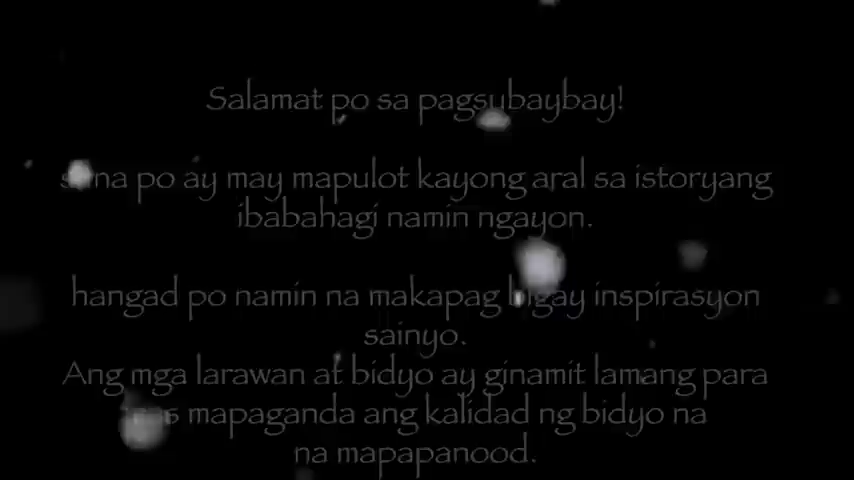 Salamat po sa pagsubaybay!
sana po ay may mapulot kayong aral sa istoryang
ibabahagi namin ngayon.
hangad po namin na makapag bigay inspirasyon
sainyo.
Ang mga larawan at bidyo ay ginamit lamang para
mas mapaganda ang kalidad ng bidyo na
na mapapanood.